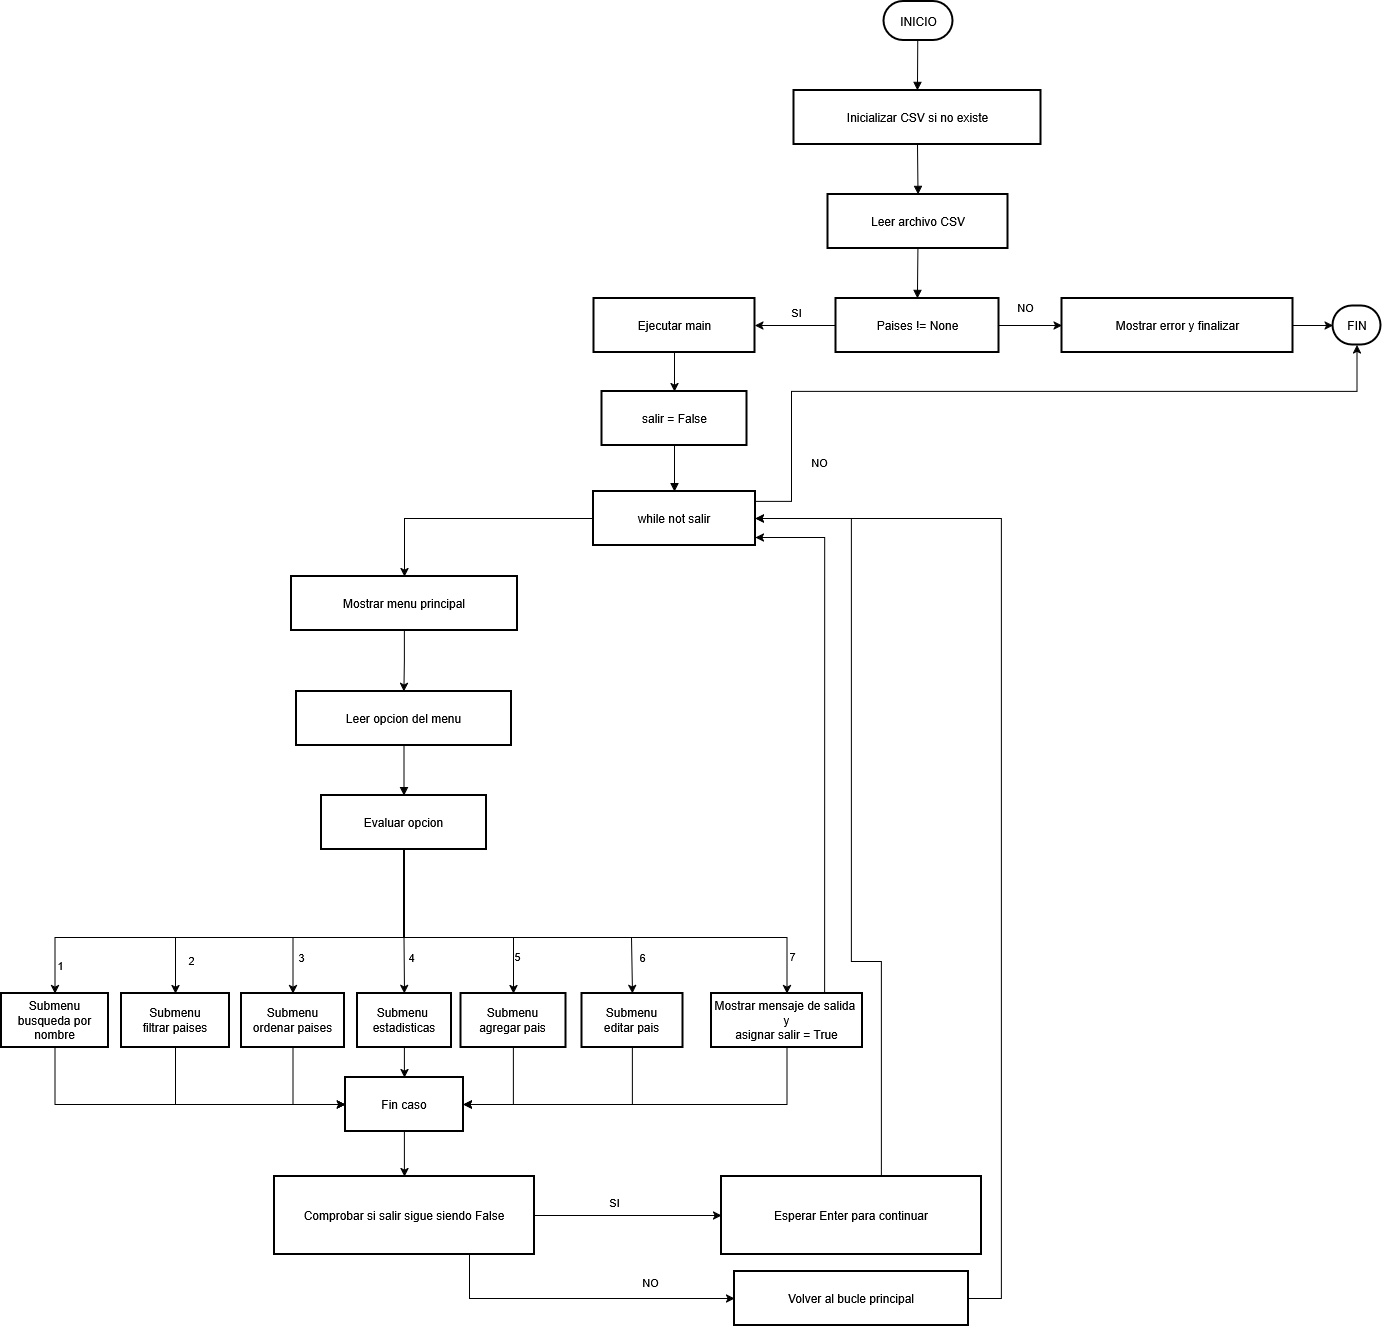 INICIO
Inicializar CSV si no existe
Leer archivo CSV
Ejecutar main
SI
Paises != None
NO
Mostrar error y finalizar
FIN
salir = False
NO
while not salir
Mostrar menu principal
Leer opcion del menu
Evaluar opcion
1
2
3
4
5
6
7
Submenu
busqueda por
nombre
Submenu
filtrar paises
Submenu
ordenar paises
Submenu
estadisticas
Submenu
agregar pais
Submenu
editar pais
Mostrar mensaje de salida
y
asignar salir = True
Fin caso
Comprobar si salir sigue siendo False
SI
Esperar Enter para continuar
NO
Volver al bucle principal